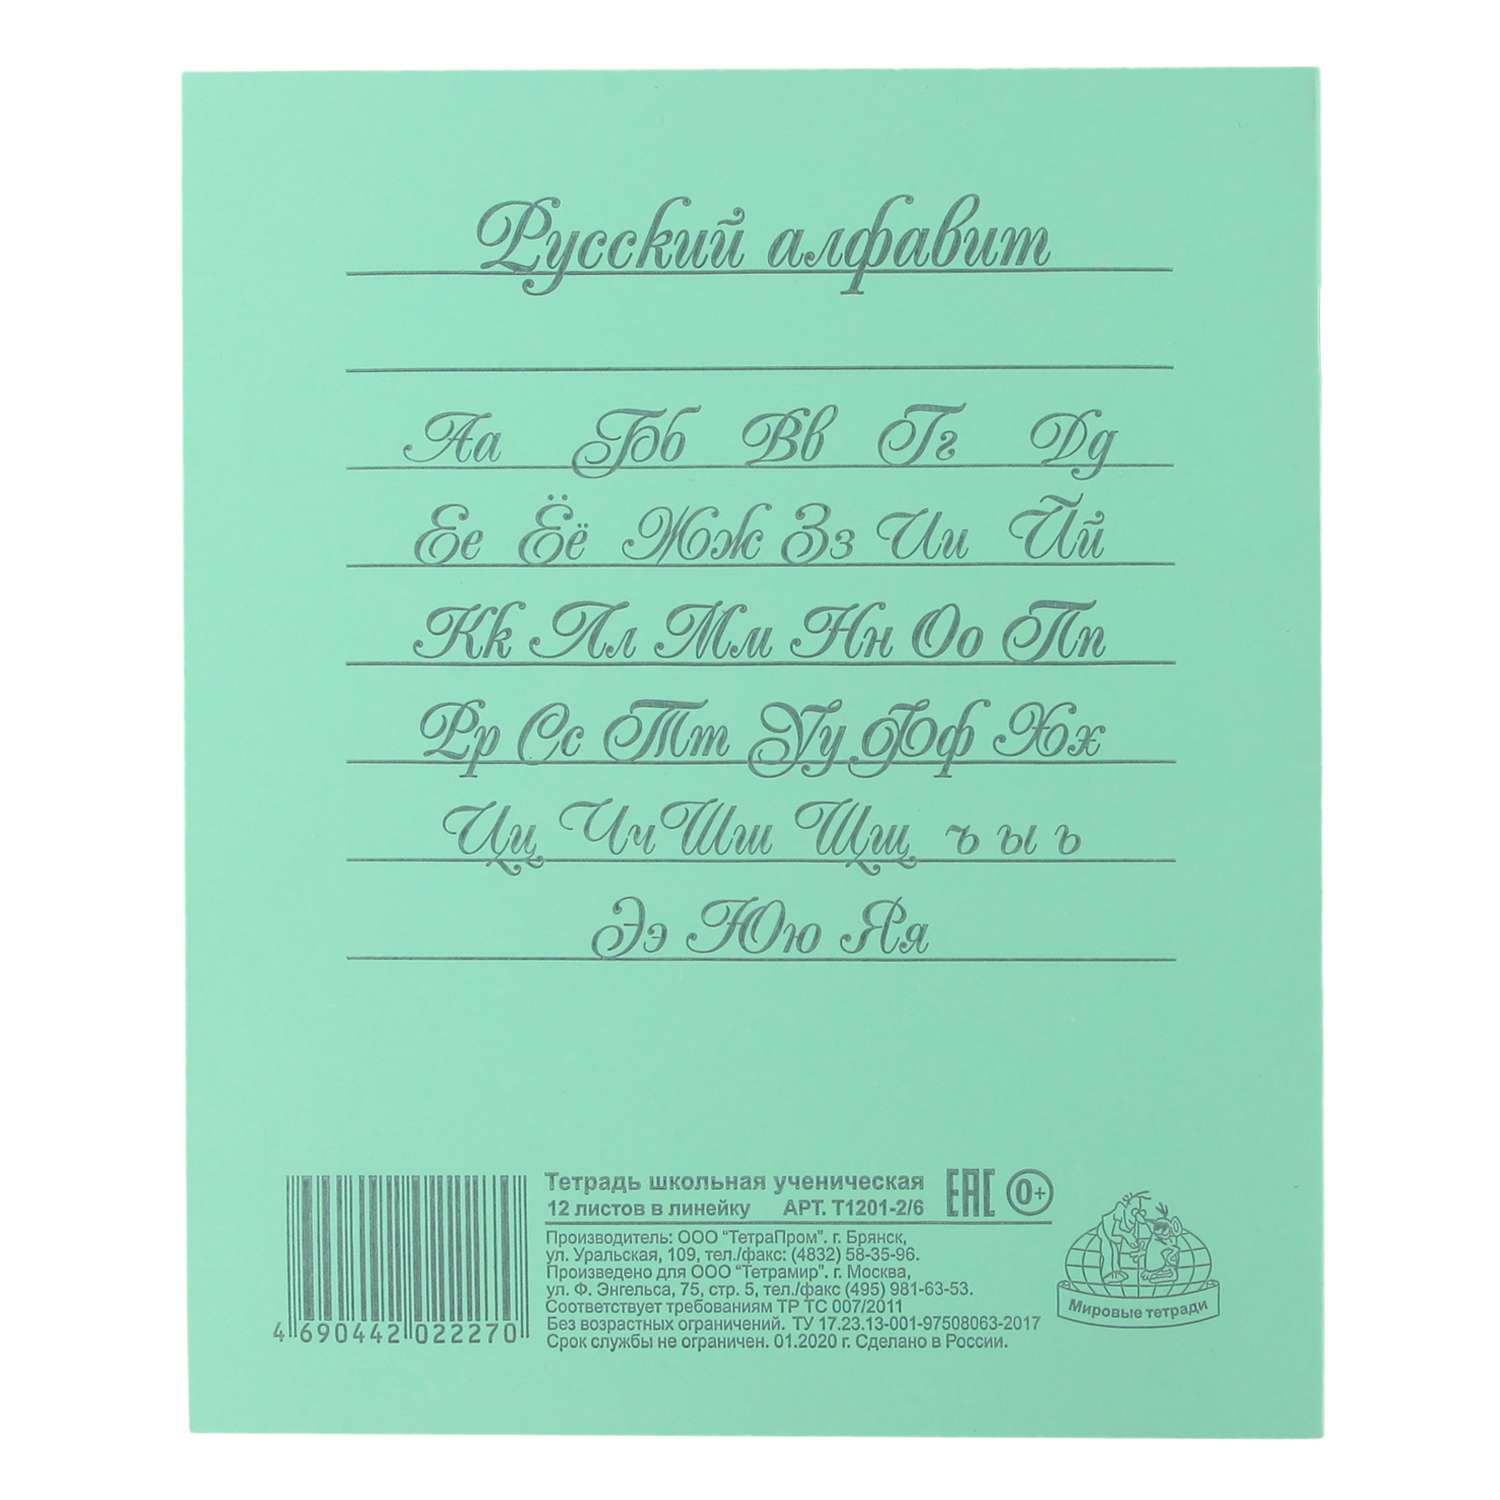 Русский алфавит
Аа Бб Вв Гг Дд
Ее Ёё Жж Зз Ии Йй
Кк Лл Мм Нн Оо Пп
Рр Сс Тт Уу Фф Хх
Цц Чч Шш Щщ ъ ы ь
Ээ Юю Яя
Тетрадь школьная ученическая
12 листов в линейку АРТ. Т1201-2/6
EAC 0+
Производитель: ООО "ТетраПром". г. Брянск,
ул. Уральская, 109, тел./факс: (4832) 58-35-96.
Произведено для ООО "Тетрамир". г. Москва,
ул. Ф. Энгельса, 75, стр. 5, тел./факс (495) 981-63-53.
Соответствует требованиям ТР ТС 007/2011
Без возрастных ограничений. ТУ 17.23.13-001-97508063-2017
Срок службы не ограничен. 01.2020 г. Сделано в России.
4 690442 022270
Мировые тетради